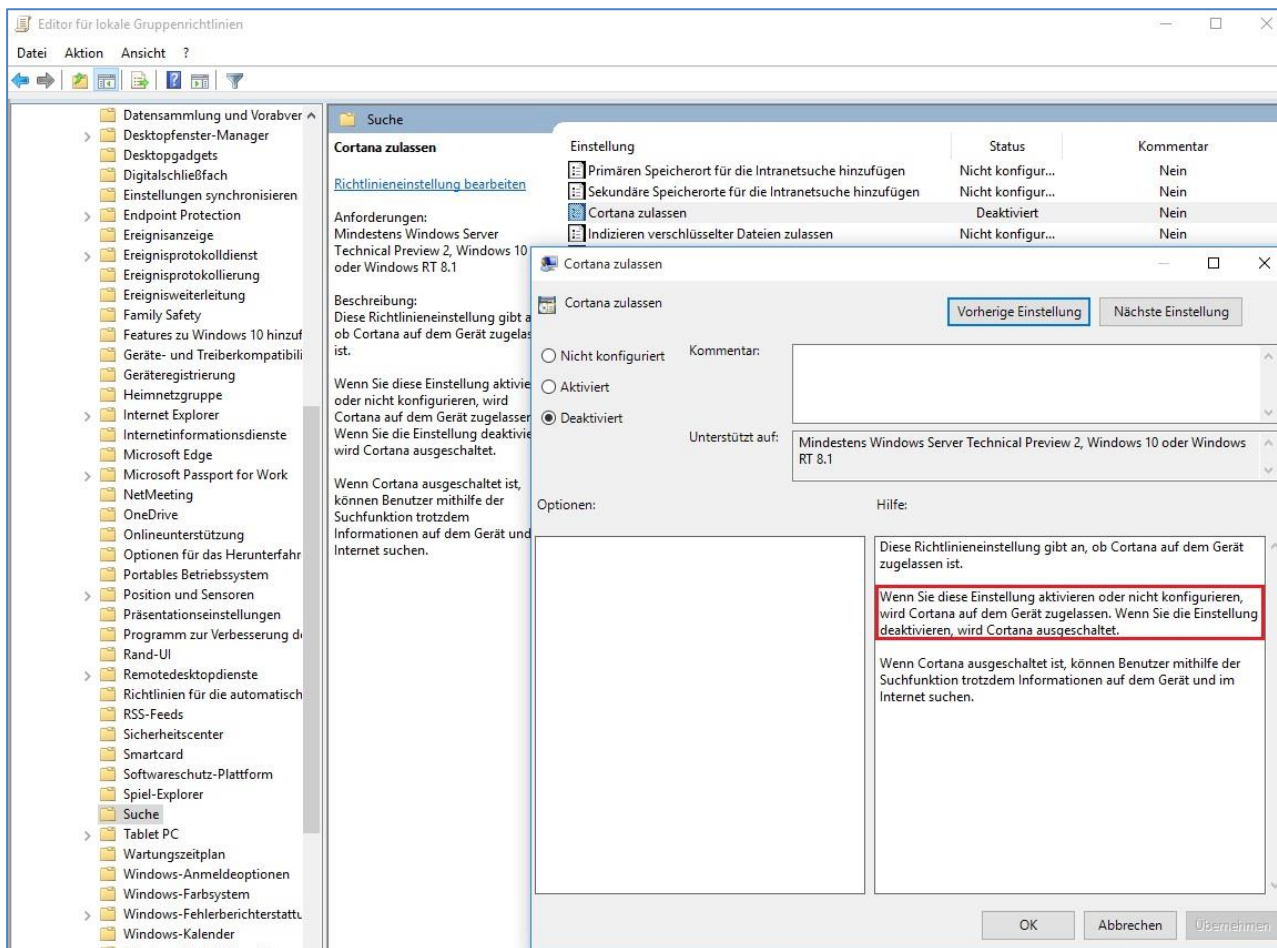 Editor für lokale Gruppenrichtlinien
Datei Aktion Ansicht ?
Datensammlung und Vorabver
Desktopfenster-Manager
Desktopgadgets
Digitalschließfach
Einstellungen synchronisieren
Endpoint Protection
Ereignisanzeige
Ereignisprotokolldienst
Ereignisprotokollierung
Ereignisweiterleitung
Family Safety
Features zu Windows 10 hinzuf
Geräte- und Treiberkompatibili
Geräteregistrierung
Heimnetzgruppe
Internet Explorer
Internetinformationsdienste
Microsoft Edge
Microsoft Passport for Work
NetMeeting
OneDrive
Onlineunterstützung
Optionen für das Herunterfahr
Portables Betriebssystem
Position und Sensoren
Präsentationseinstellungen
Programm zur Verbesserung de
Rand-UI
Remotedesktopdienste
Richtlinien für die automatisch
RSS-Feeds
Sicherheitscenter
Smartcard
Softwareschutz-Plattform
Spiel-Explorer
Suche
Tablet PC
Wartungszeitplan
Windows-Anmeldeoptionen
Windows-Farbsystem
Windows-Fehlerberichterstattu
Windows-Kalender
Suche
Cortana zulassen
Richtlinieneinstellung bearbeiten
Anforderungen:
Mindestens Windows Server
Technical Preview 2, Windows 10
oder Windows RT 8.1
Beschreibung:
Diese Richtlinieneinstellung gibt a
ob Cortana auf dem Gerät zugelas
ist.
Wenn Sie diese Einstellung aktivie
oder nicht konfigurieren, wird
Cortana auf dem Gerät zugelassen
Wenn Sie die Einstellung deaktivie
wird Cortana ausgeschaltet.
Wenn Cortana ausgeschaltet ist,
können Benutzer mithilfe der
Suchfunktion trotzdem
Informationen auf dem Gerät und
Internet suchen.
Einstellung Status Kommentar
Primären Speicherort für die Intranetsuche hinzufügen Nicht konfigur... Nein
Sekundäre Speicherorte für die Intranetsuche hinzufügen Nicht konfigur... Nein
Cortana zulassen Deaktiviert Nein
Indizieren verschlüsselter Dateien zulassen Nicht konfigur... Nein
Cortana zulassen
Cortana zulassen
Vorherige Einstellung Nächste Einstellung
Nicht konfiguriert
Aktiviert
Deaktiviert
Kommentar:
Unterstützt auf:
Mindestens Windows Server Technical Preview 2, Windows 10 oder Windows
RT 8.1
Optionen:
Hilfe:
Diese Richtlinieneinstellung gibt an, ob Cortana auf dem Gerät
zugelassen ist.
Wenn Sie diese Einstellung aktivieren oder nicht konfigurieren,
wird Cortana auf dem Gerät zugelassen. Wenn Sie die Einstellung
deaktivieren, wird Cortana ausgeschaltet.
Wenn Cortana ausgeschaltet ist, können Benutzer mithilfe der
Suchfunktion trotzdem Informationen auf dem Gerät und im
Internet suchen.
OK Abbrechen Übernehmen